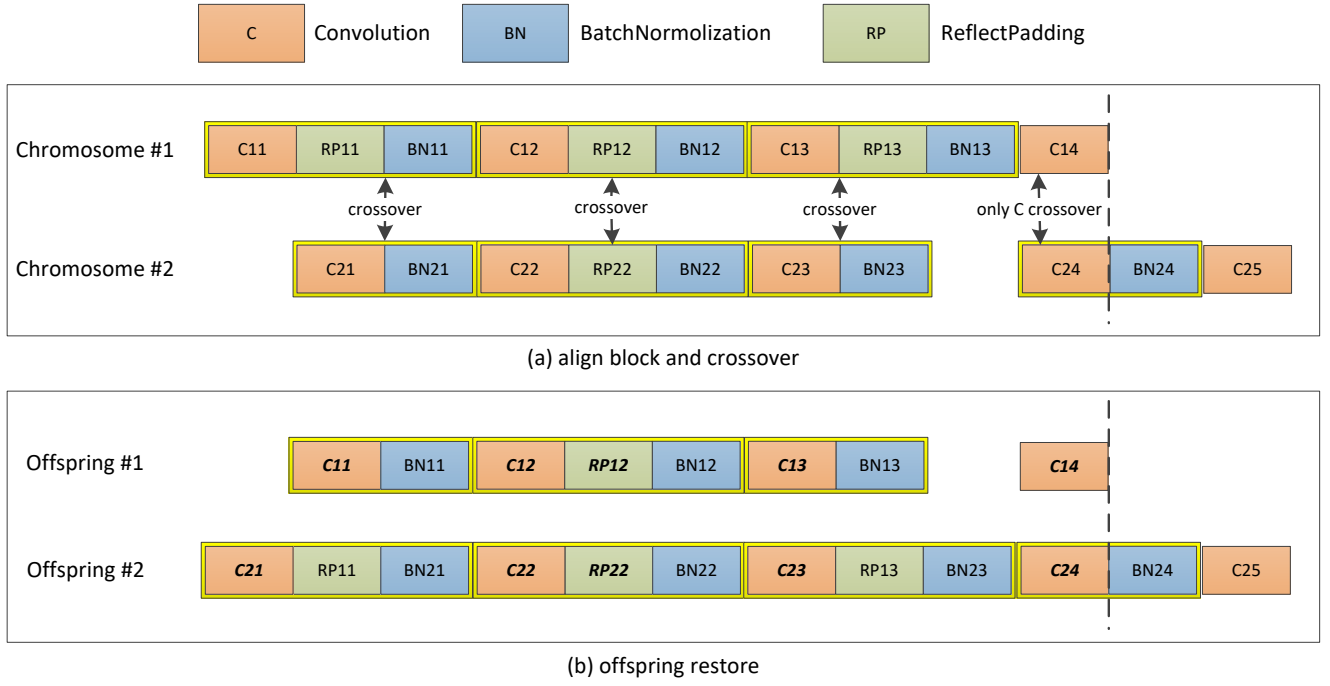 C Convolution BN BatchNormolization RP ReflectPadding
Chromosome #1 C11 RP11 BN11 C12 RP12 BN12 C13 RP13 BN13 C14
crossover crossover crossover only C crossover
Chromosome #2 C21 BN21 C22 RP22 BN22 C23 BN23 C24 BN24 C25
(a) align block and crossover
Offspring #1 C11 BN11 C12 RP12 BN12 C13 BN13 C14
Offspring #2 C21 RP11 BN21 C22 RP22 BN22 C23 RP13 BN23 C24 BN24 C25
(b) offspring restore